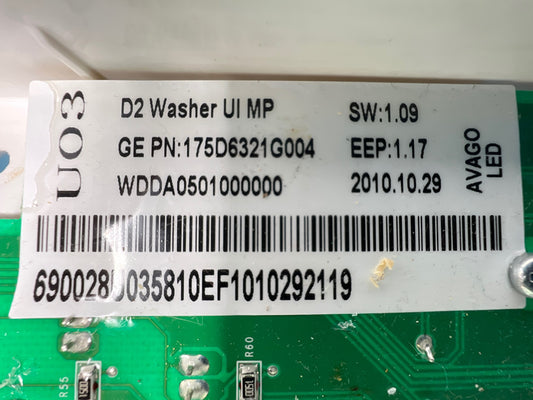 UO3
D2 Washer UI MP
SW:1.09
GE PN:175D6321G004
EEP:1.17
WDDA0501000000
2010.10.29
AVAGO
LED
690028U035810EF1010292119
R60
R55